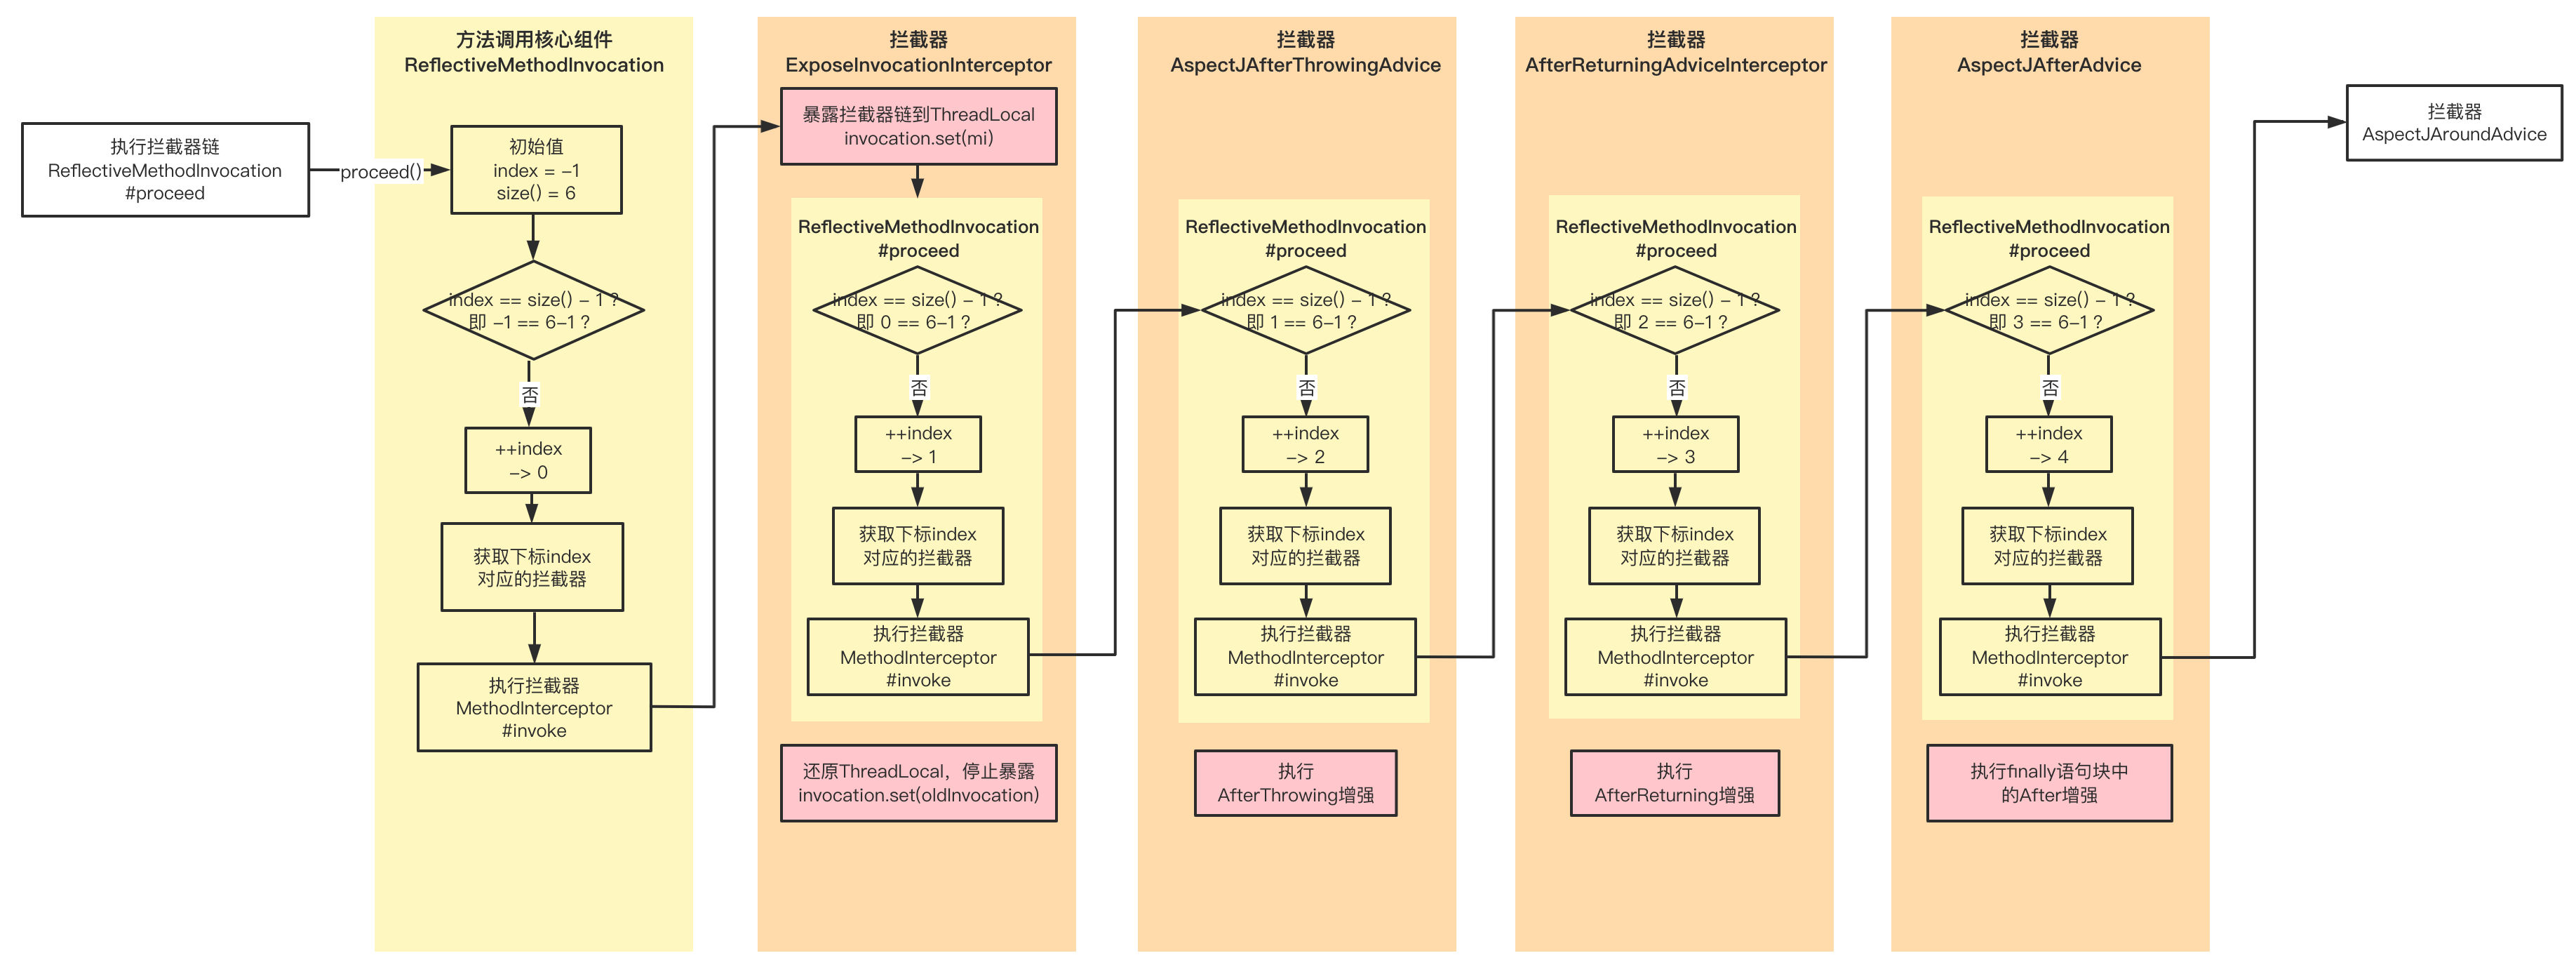 执行拦截器链
ReflectiveMethodInvocation
#proceed
proceed()
方法调用核心组件
ReflectiveMethodInvocation
初始值
index = –1
size() = 6
index == size() – 1 ?
即 –1 == 6–1 ?
否
++index
–> 0
获取下标index
对应的拦截器
执行拦截器
MethodInterceptor
#invoke
拦截器
ExposeInvocationInterceptor
暴露拦截器链到ThreadLocal
invocation.set(mi)
ReflectiveMethodInvocation
#proceed
index == size() – 1 ?
即 0 == 6–1 ?
否
++index
–> 1
获取下标index
对应的拦截器
执行拦截器
MethodInterceptor
#invoke
还原ThreadLocal，停止暴露
invocation.set(oldInvocation)
拦截器
AspectJAfterThrowingAdvice
ReflectiveMethodInvocation
#proceed
index == size() – 1 ?
即 1 == 6–1 ?
否
++index
–> 2
获取下标index
对应的拦截器
执行拦截器
MethodInterceptor
#invoke
执行
AfterThrowing增强
拦截器
AfterReturningAdviceInterceptor
ReflectiveMethodInvocation
#proceed
index == size() – 1 ?
即 2 == 6–1 ?
否
++index
–> 3
获取下标index
对应的拦截器
执行拦截器
MethodInterceptor
#invoke
执行
AfterReturning增强
拦截器
AspectJAfterAdvice
ReflectiveMethodInvocation
#proceed
index == size() – 1 ?
即 3 == 6–1 ?
否
++index
–> 4
获取下标index
对应的拦截器
执行拦截器
MethodInterceptor
#invoke
执行finally语句块中
的After增强
拦截器
AspectJAroundAdvice